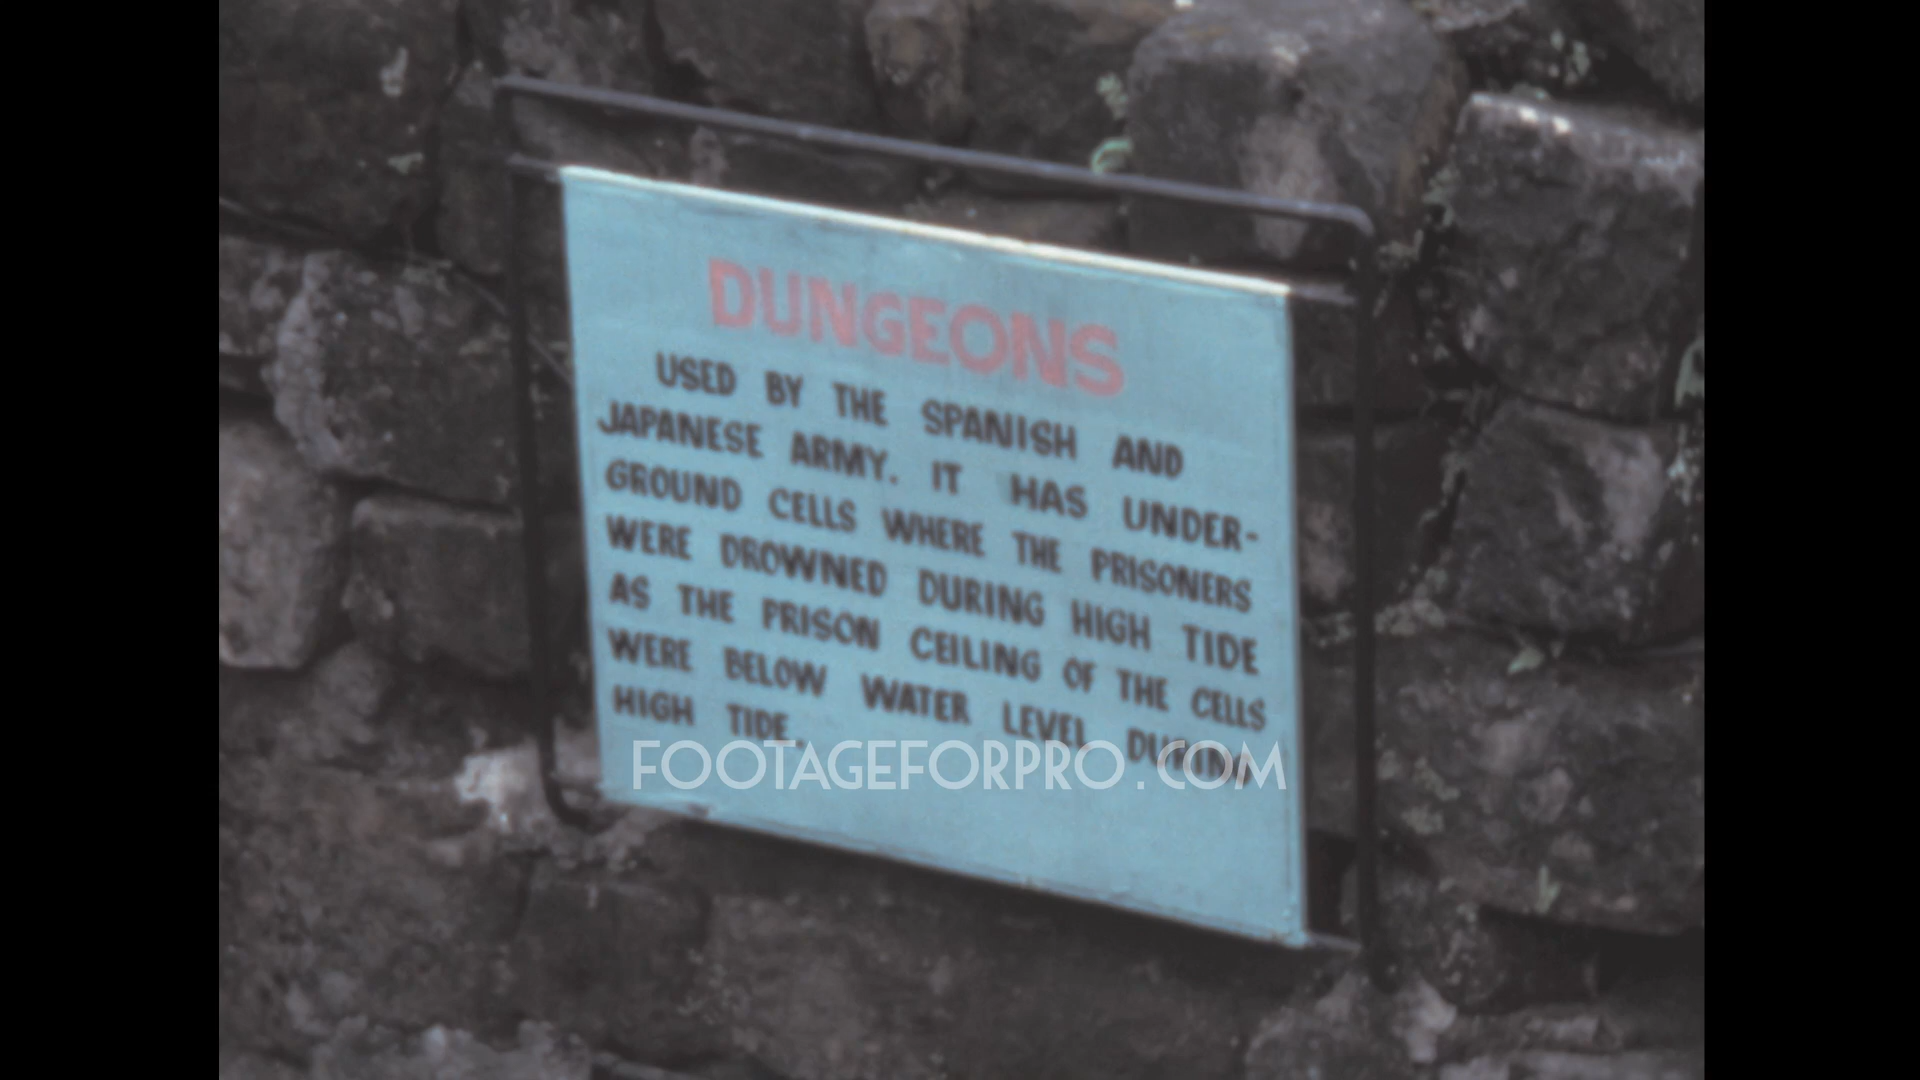 DUNGEONS
USED BY THE SPANISH AND
JAPANESE ARMY. IT HAS UNDER-
GROUND CELLS WHERE THE PRISONERS
WERE DROWNED DURING HIGH TIDE
AS THE PRISON CEILING OF THE CELLS
WERE BELOW WATER LEVEL DURING
HIGH TIDE.
FOOTAGEFORPRO.COM